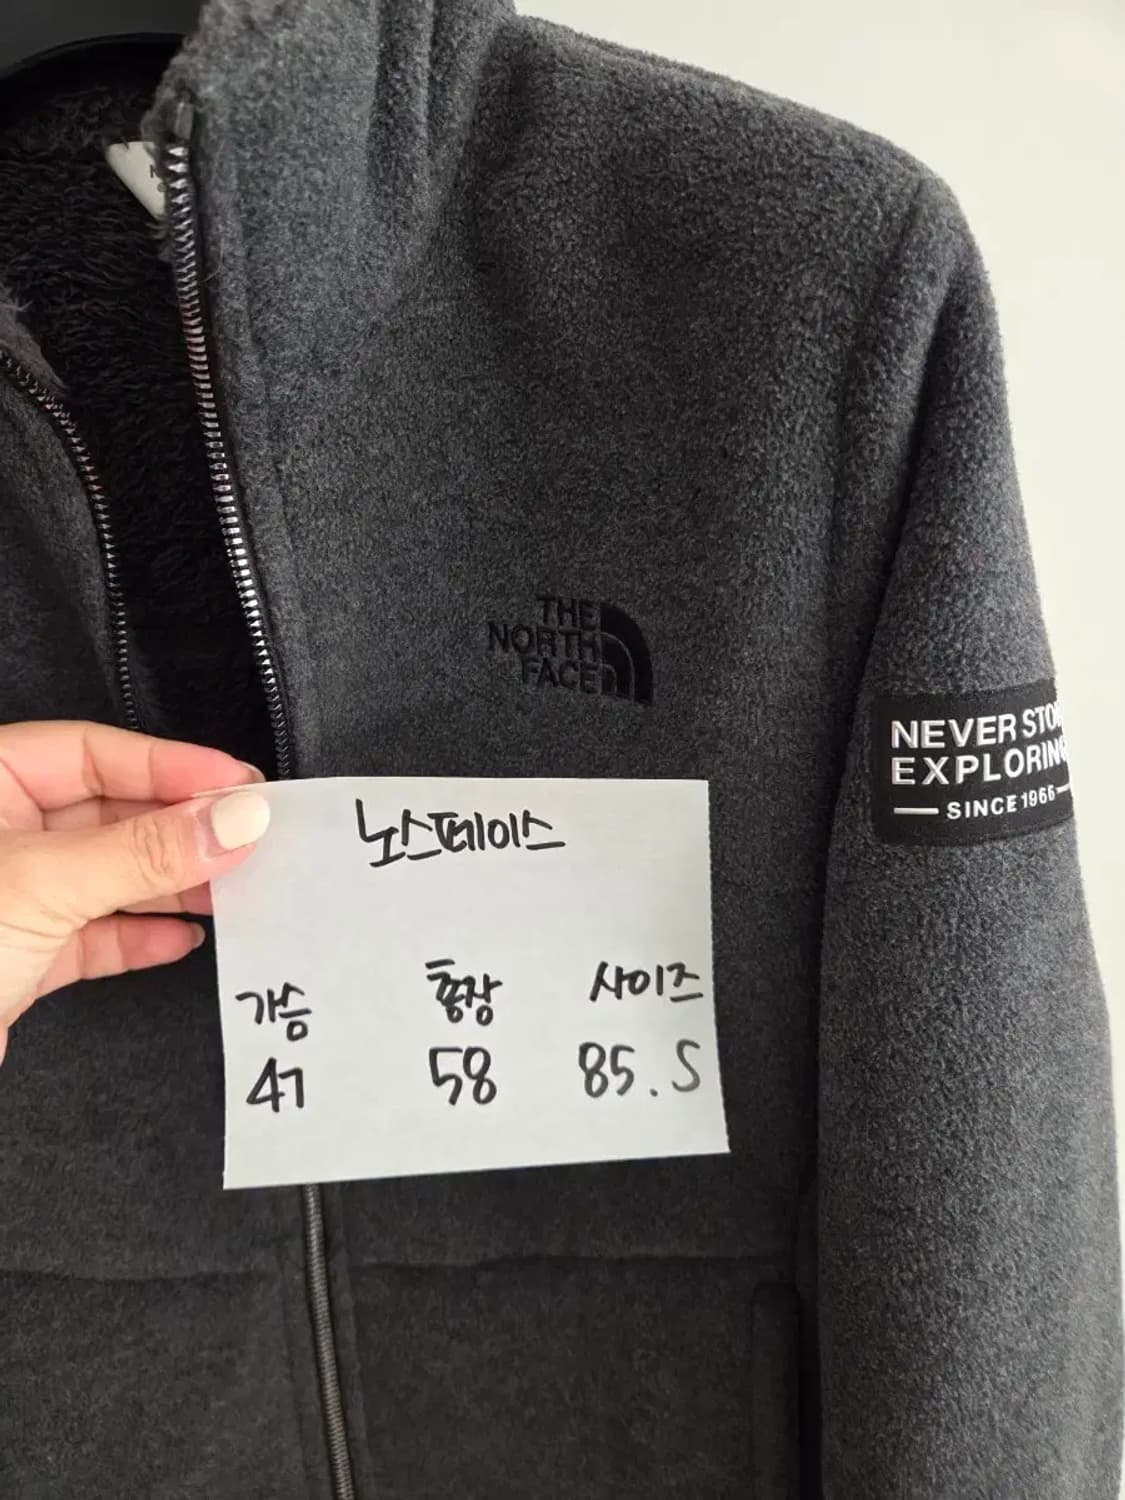 THE
NORTH
FACE
NEVER STO
EXPLORING
SINCE 1966
노스페이스
가슴 총장 사이즈
47 58 85.S